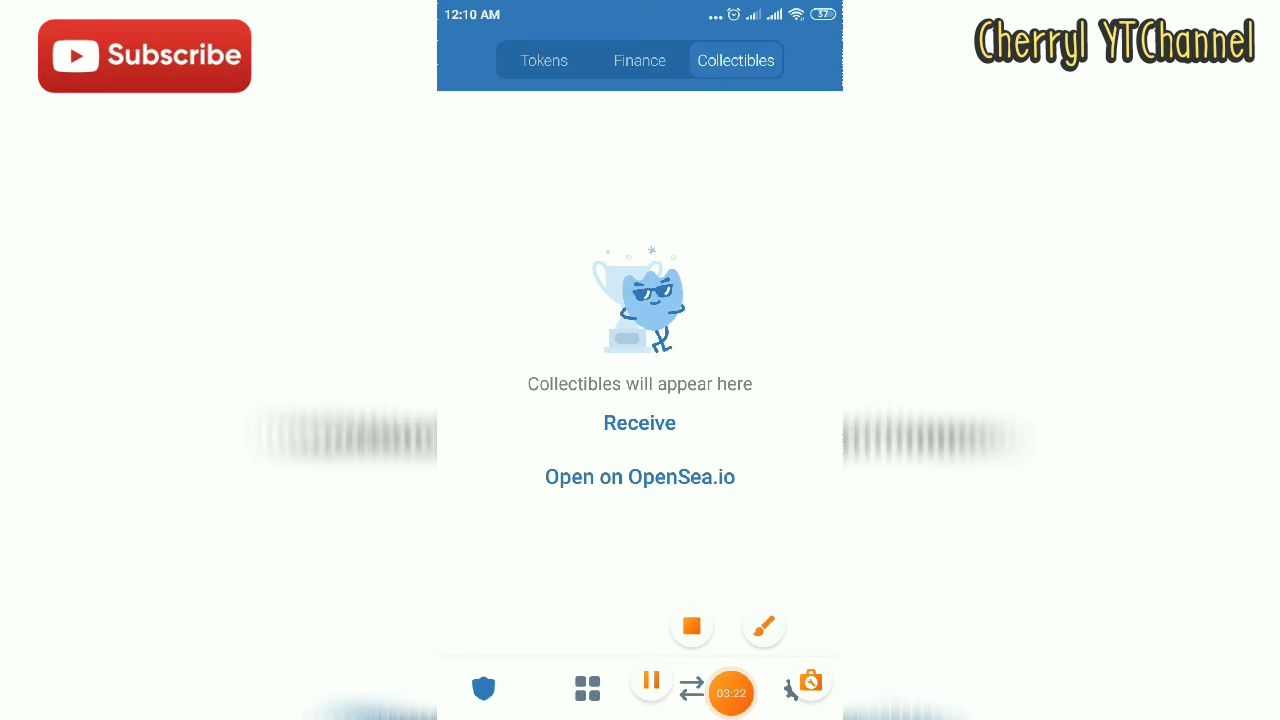 Subscribe
12:10 AM
37
Cherryl YTChannel
Tokens Finance Collectibles
Collectibles will appear here
Receive
Open on OpenSea.io
03:22